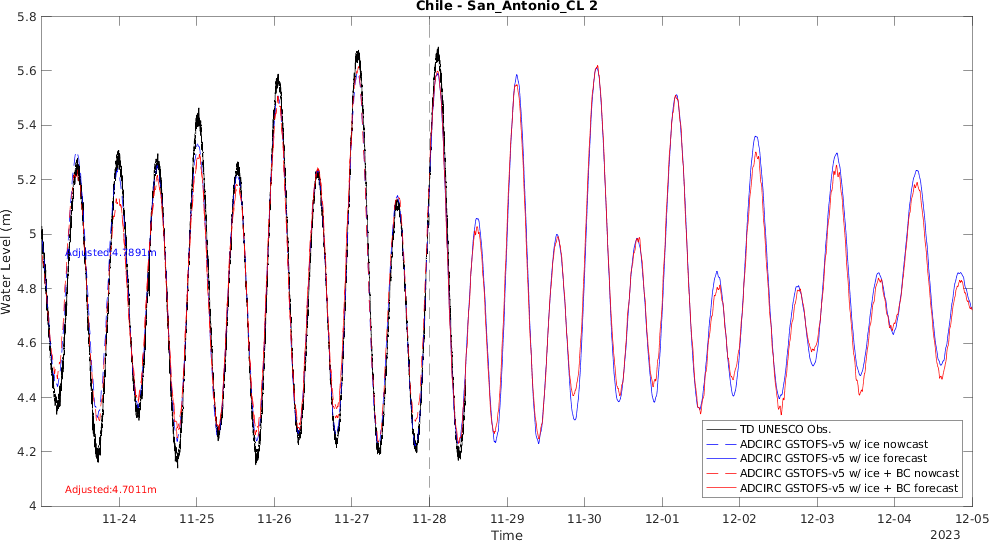 Chile - San_Antonio_CL 2
5.8
5.6
5.4
5.2
5
4.8
4.6
4.4
4.2
4
Water Level (m)
Adjusted:4.7891m
Adjusted:4.7011m
TD UNESCO Obs.
ADCIRC GSTOFS-v5 w/ ice nowcast
ADCIRC GSTOFS-v5 w/ ice forecast
ADCIRC GSTOFS-v5 w/ ice + BC nowcast
ADCIRC GSTOFS-v5 w/ ice + BC forecast
11-24 11-25 11-26 11-27 11-28 11-29 11-30 12-01 12-02 12-03 12-04 12-05
Time
2023